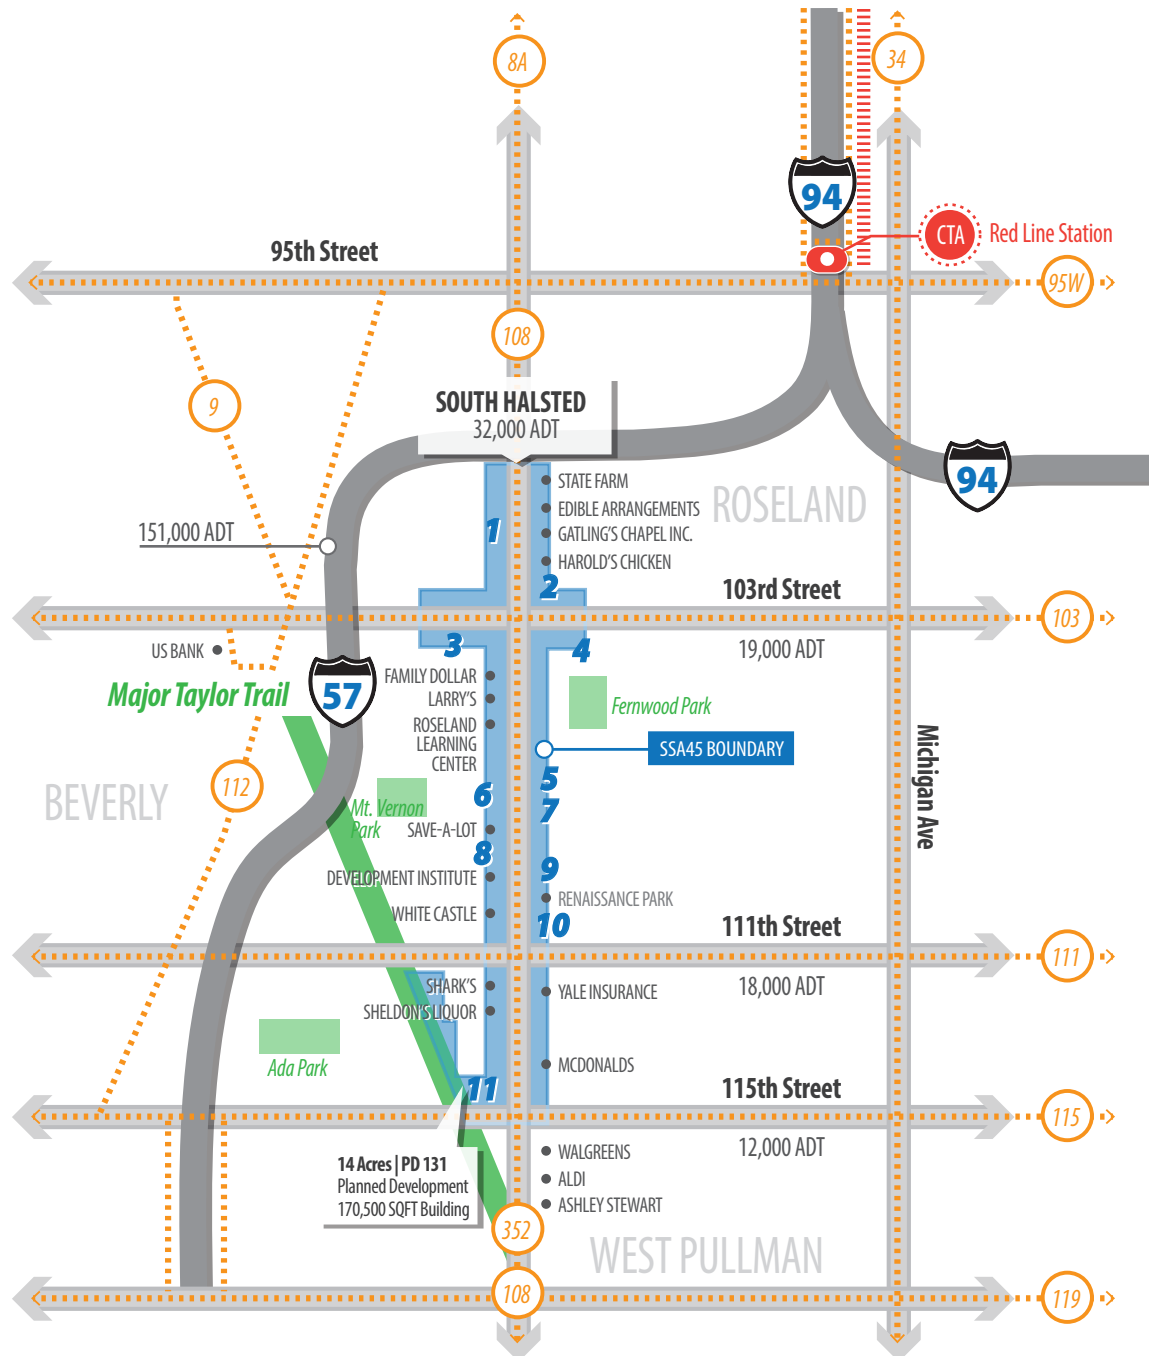 8A
34
94
CTA
Red Line Station
95th Street
95W
108
9
SOUTH HALSTED
32,000 ADT
94
STATE FARM
ROSELAND
EDIBLE ARRANGEMENTS
1
151,000 ADT
GATLING'S CHAPEL INC.
HAROLD'S CHICKEN
2
103rd Street
103
3
4
19,000 ADT
US BANK
FAMILY DOLLAR
Major Taylor Trail
57
LARRY'S
Fernwood Park
ROSELAND
LEARNING
CENTER
SSA45 BOUNDARY
Michigan Ave
5
112
6
BEVERLY
Mt. Vernon
Park
7
SAVE-A-LOT
8
9
DEVELOPMENT INSTITUTE
RENAISSANCE PARK
WHITE CASTLE
10
111th Street
111
SHARK'S
YALE INSURANCE
18,000 ADT
SHELDON'S LIQUOR
Ada Park
MCDONALDS
11
115th Street
115
12,000 ADT
WALGREENS
14 Acres | PD 131
Planned Development
170,500 SQFT Building
ALDI
ASHLEY STEWART
352
WEST PULLMAN
108
119